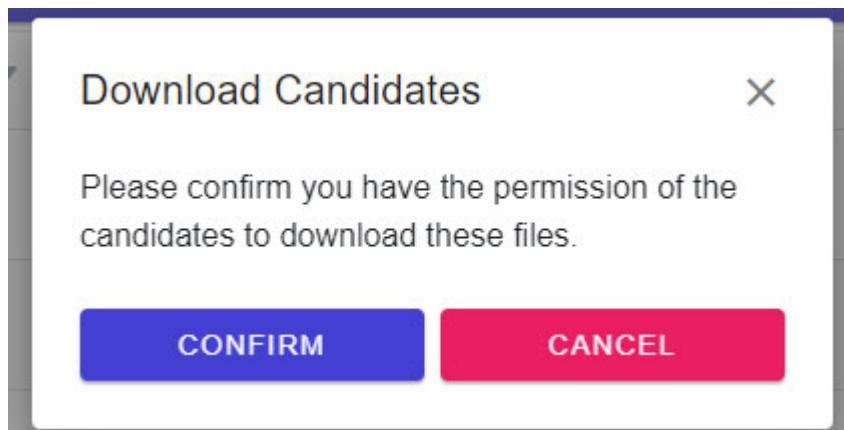 Download Candidates
Please confirm you have the permission of the
candidates to download these files.
CONFIRM
CANCEL